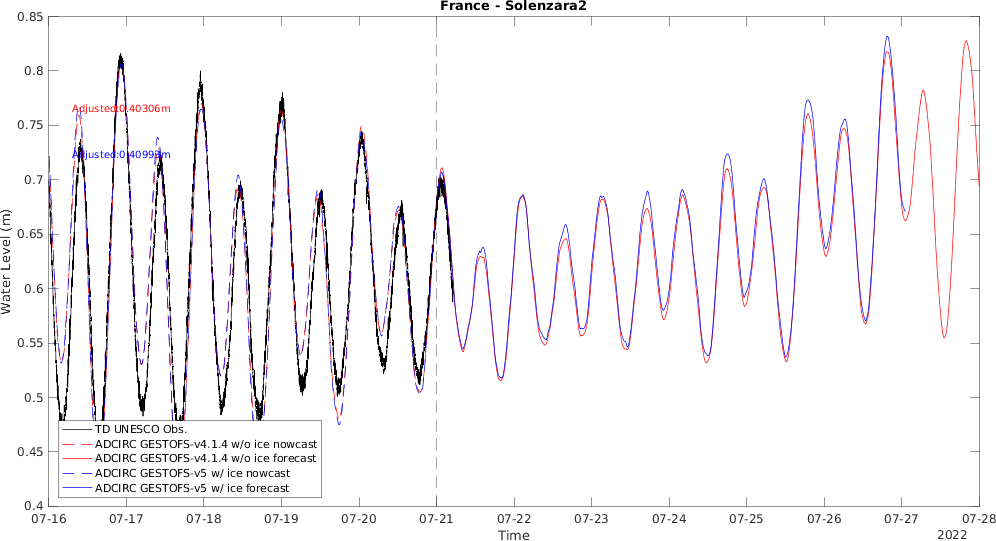 France - Solenzara2
0.85
0.8
0.75
0.7
0.65
0.6
0.55
0.5
0.45
0.4
Water Level (m)
Adjusted:0.40306m
TD UNESCO Obs.
ADCIRC GESTOFS-v4.1.4 w/o ice nowcast
ADCIRC GESTOFS-v4.1.4 w/o ice forecast
ADCIRC GESTOFS-v5 w/ ice nowcast
ADCIRC GESTOFS-v5 w/ ice forecast
07-16 07-17 07-18 07-19 07-20 07-21 07-22 07-23 07-24 07-25 07-26 07-27 07-28
Time
2022